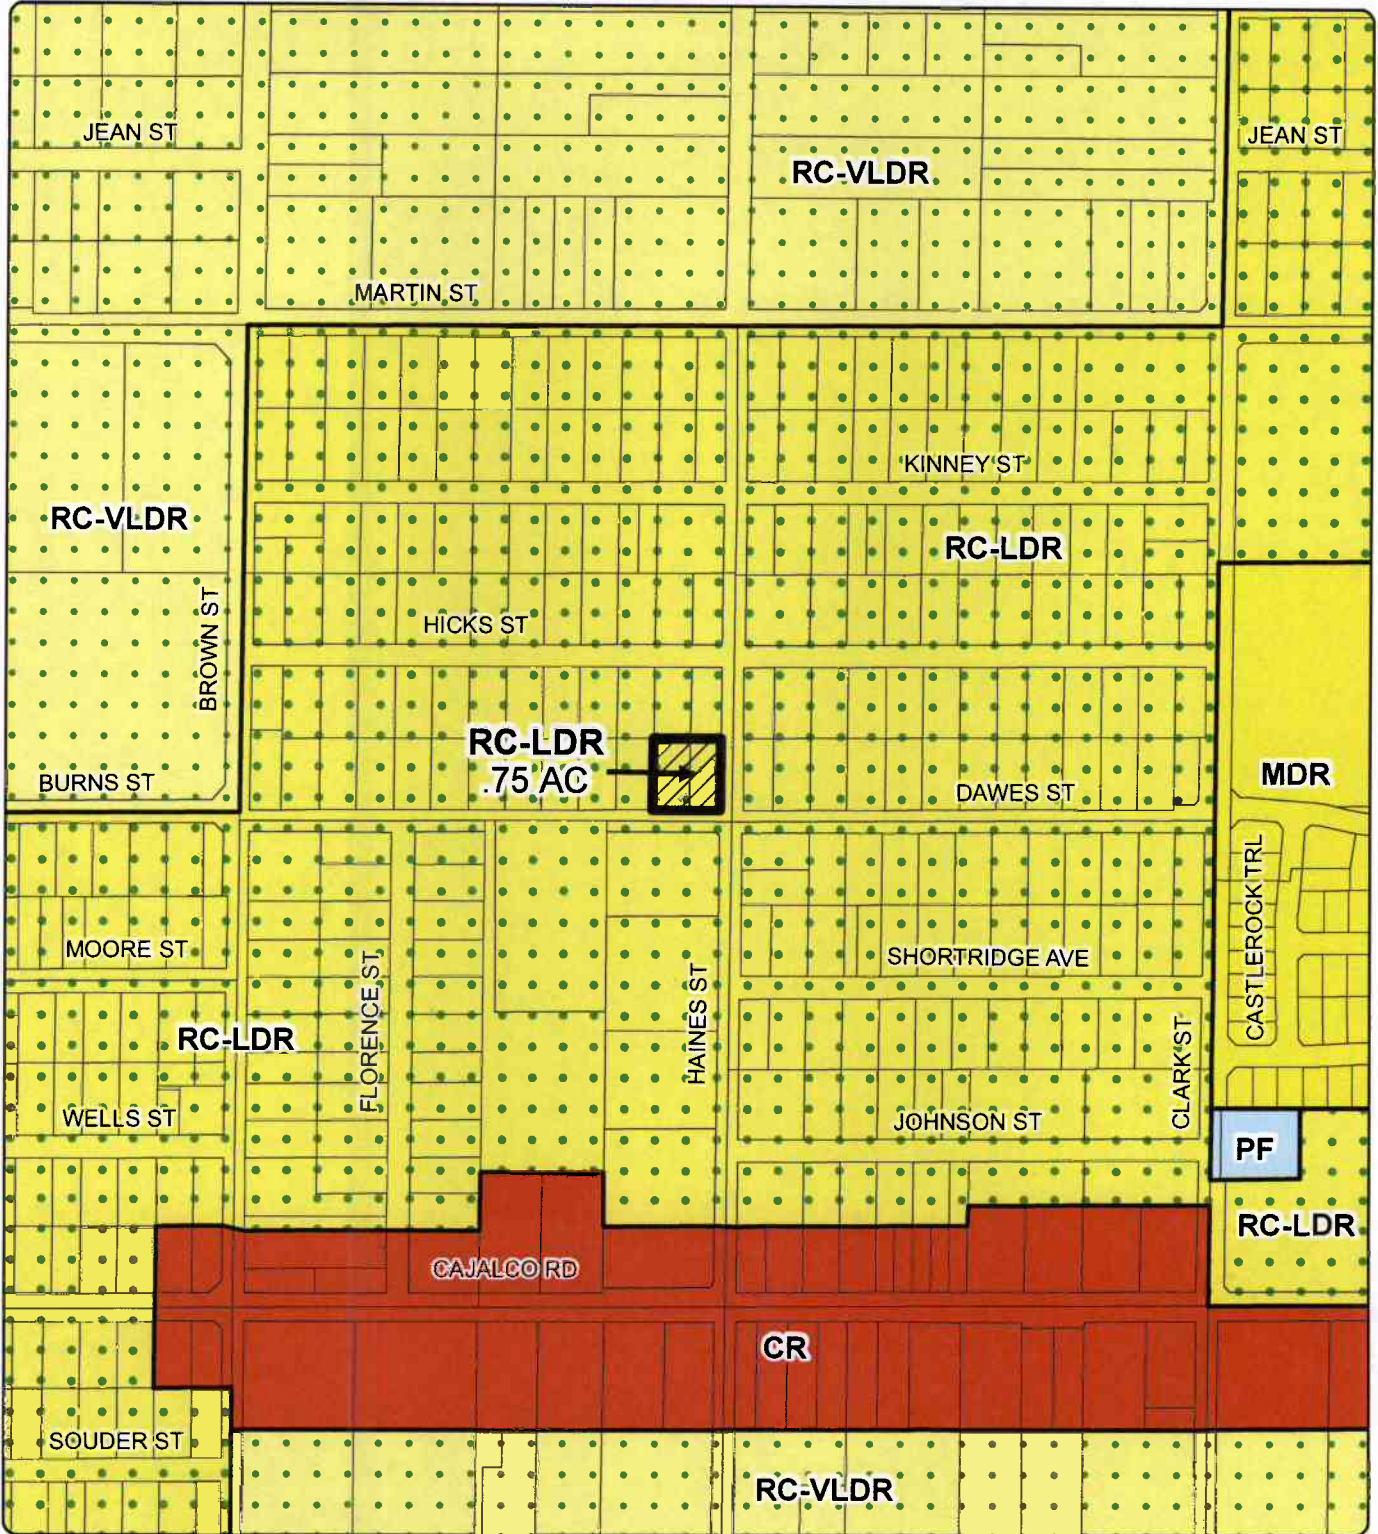 JEAN ST
JEAN ST
RC-VLDR
MARTIN ST
KINNEY ST
RC-VLDR
RC-LDR
BROWN ST
HICKS ST
RC-LDR
.75 AC
MDR
BURNS ST
DAWES ST
CASTLEROCK TRL
MOORE ST
SHORTRIDGE AVE
FLORENCE ST
HAINES ST
RC-LDR
CLARK ST
WELLS ST
JOHNSON ST
PF
RC-LDR
CAJALCO RD
CR
SOUDER ST
RC-VLDR